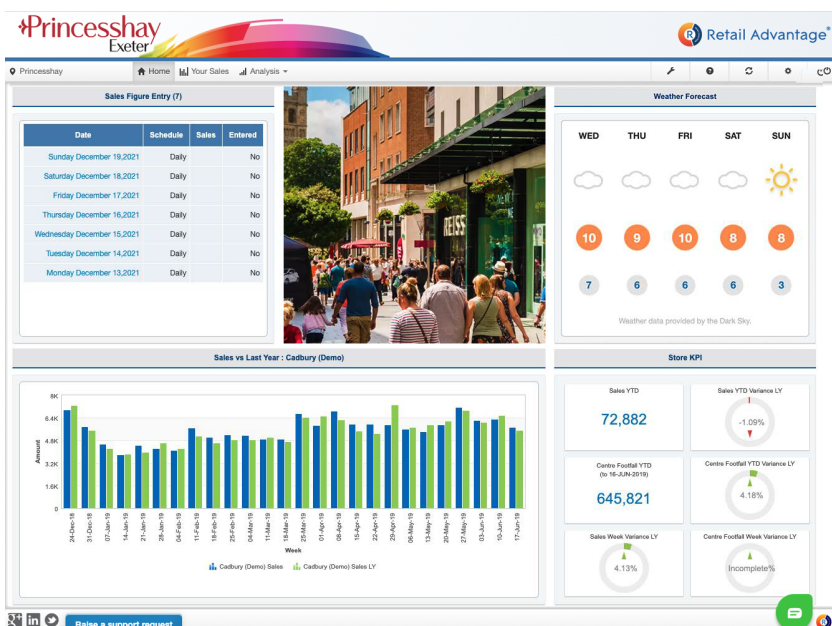 Princesshay
Exeter
Retail Advantage
Princesshay
Home
Your Sales
Analysis
Sales Figure Entry (7)
Date Schedule Sales Entered
Sunday December 19,2021 Daily No
Saturday December 18,2021 Daily No
Friday December 17,2021 Daily No
Thursday December 16,2021 Daily No
Wednesday December 15,2021 Daily No
Tuesday December 14,2021 Daily No
Monday December 13,2021 Daily No
REISS
Weather Forecast
WED THU FRI SAT SUN
10 9 10 8 8
7 6 6 6 3
Weather data provided by the Dark Sky.
Sales vs Last Year : Cadbury (Demo)
Amount
8K
6.4K
4.8K
3.2K
1.6K
0
24-Dec-18
31-Dec-18
07-Jan-19
14-Jan-19
21-Jan-19
28-Jan-19
04-Feb-19
11-Feb-19
18-Feb-19
25-Feb-19
04-Mar-19
11-Mar-19
18-Mar-19
25-Mar-19
01-Apr-19
08-Apr-19
15-Apr-19
22-Apr-19
29-Apr-19
06-May-19
13-May-19
20-May-19
27-May-19
03-Jun-19
10-Jun-19
17-Jun-19
Week
Cadbury (Demo) Sales
Cadbury (Demo) Sales LY
Store KPI
Sales YTD
72,882
Sales YTD Variance LY
-1.09%
Centre Footfall YTD
(to 16-JUN-2019)
645,821
Centre Footfall YTD Variance LY
4.18%
Sales Week Variance LY
4.13%
Centre Footfall Week Variance LY
Incomplete%
in
Raise a support request